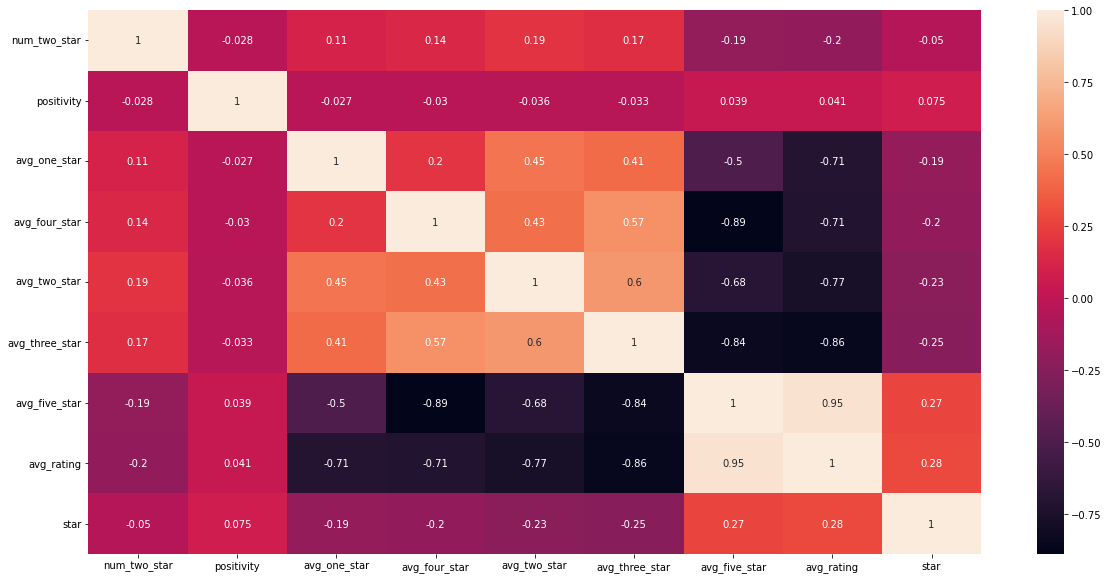 num_two_star 1 -0.028 0.11 0.14 0.19 0.17 -0.19 -0.2 -0.05
positivity -0.028 1 -0.027 -0.03 -0.036 -0.033 0.039 0.041 0.075
avg_one_star 0.11 -0.027 1 0.2 0.45 0.41 -0.5 -0.71 -0.19
avg_four_star 0.14 -0.03 0.2 1 0.43 0.57 -0.89 -0.71 -0.2
avg_two_star 0.19 -0.036 0.45 0.43 1 0.6 -0.68 -0.77 -0.23
avg_three_star 0.17 -0.033 0.41 0.57 0.6 1 -0.84 -0.86 -0.25
avg_five_star -0.19 0.039 -0.5 -0.89 -0.68 -0.84 1 0.95 0.27
avg_rating -0.2 0.041 -0.71 -0.71 -0.77 -0.86 0.95 1 0.28
star -0.05 0.075 -0.19 -0.2 -0.23 -0.25 0.27 0.28 1
num_two_star positivity avg_one_star avg_four_star avg_two_star avg_three_star avg_five_star avg_rating star
1.00
0.75
0.50
0.25
0.00
-0.25
-0.50
-0.75